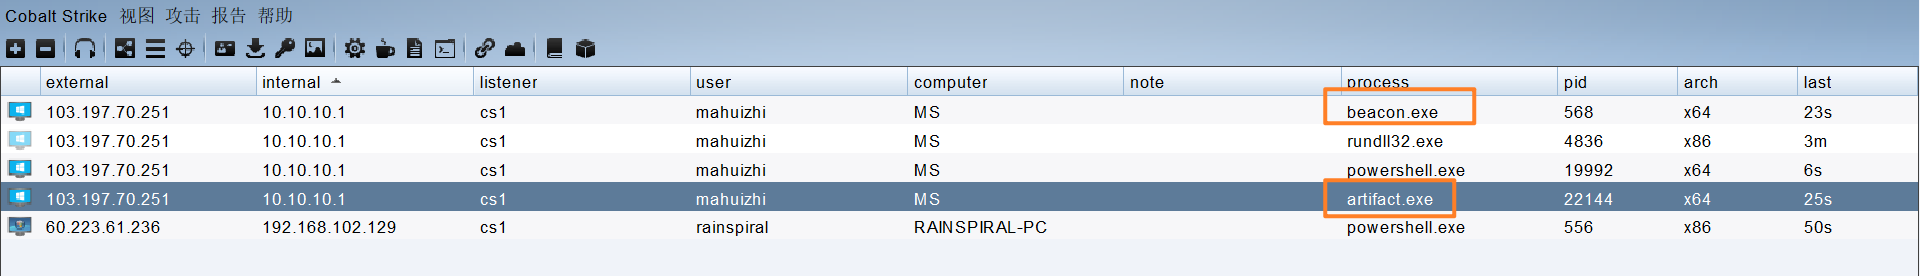 Cobalt Strike 视图 攻击 报告 帮助
external internal listener user computer note process pid arch last
103.197.70.251 10.10.10.1 cs1 mahuizhi MS beacon.exe 568 x64 23s
103.197.70.251 10.10.10.1 cs1 mahuizhi MS rundll32.exe 4836 x86 3m
103.197.70.251 10.10.10.1 cs1 mahuizhi MS powershell.exe 19992 x64 6s
103.197.70.251 10.10.10.1 cs1 mahuizhi MS artifact.exe 22144 x64 25s
60.223.61.236 192.168.102.129 cs1 rainspiral RAINSPIRAL-PC powershell.exe 556 x86 50s